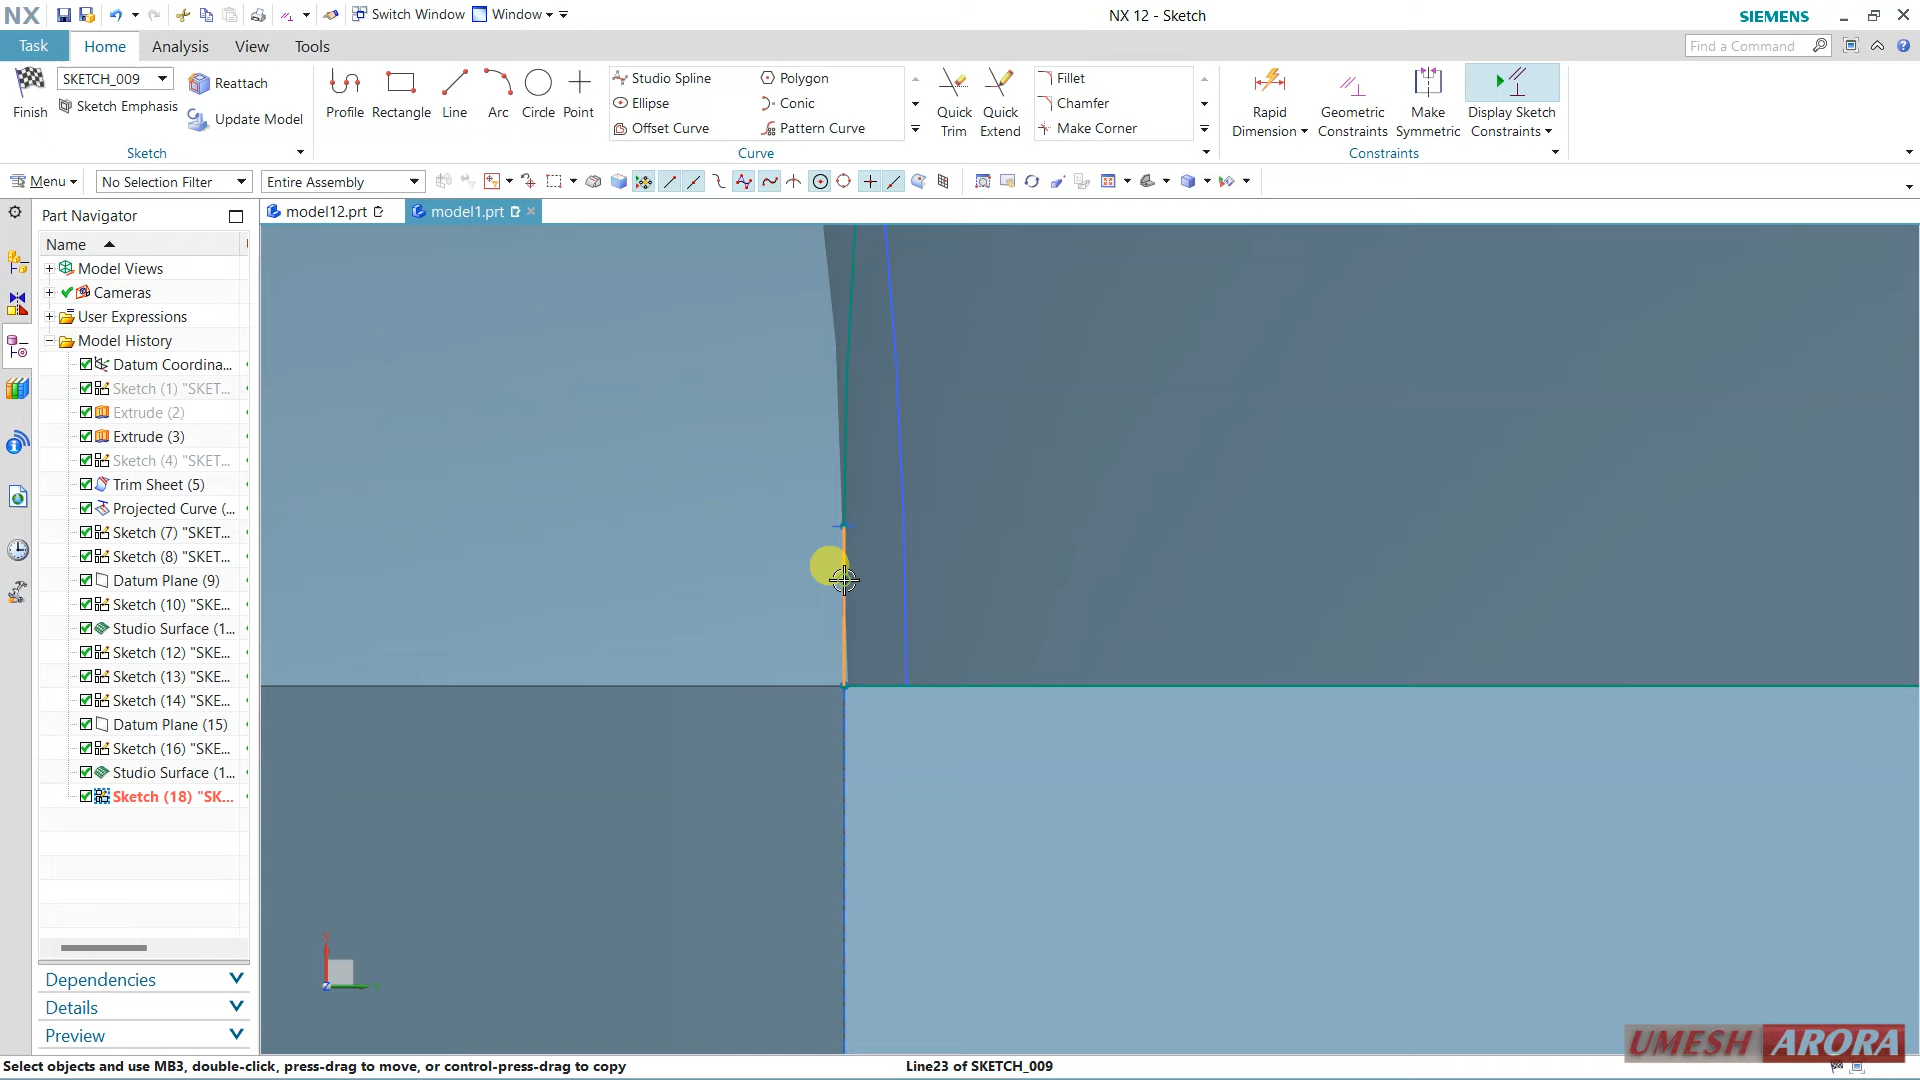 NX
Switch Window
Window
NX 12 - Sketch
SIEMENS
Task
Home
Analysis
View
Tools
Find a Command
Finish
SKETCH_009
Sketch Emphasis
Reattach
Update Model
Sketch
Profile
Rectangle
Line
Arc
Circle
Point
Studio Spline
Ellipse
Offset Curve
Polygon
Conic
Pattern Curve
Curve
Quick
Trim
Quick
Extend
Fillet
Chamfer
Make Corner
Rapid
Dimension
Geometric
Constraints
Make
Symmetric
Display Sketch
Constraints
Constraints
Menu
No Selection Filter
Entire Assembly
Part Navigator
model12.prt
model1.prt
Name
Model Views
Cameras
User Expressions
Model History
Datum Coordina...
Sketch (1) "SKET...
Extrude (2)
Extrude (3)
Sketch (4) "SKET...
Trim Sheet (5)
Projected Curve (...
Sketch (7) "SKET...
Sketch (8) "SKET...
Datum Plane (9)
Sketch (10) "SKE...
Studio Surface (1...
Sketch (12) "SKE...
Sketch (13) "SKE...
Sketch (14) "SKE...
Datum Plane (15)
Sketch (16) "SKE...
Studio Surface (1...
Sketch (18) "SK...
Dependencies
Details
Preview
UMESH ARORA
Select objects and use MB3, double-click, press-drag to move, or control-press-drag to copy
Line23 of SKETCH_009